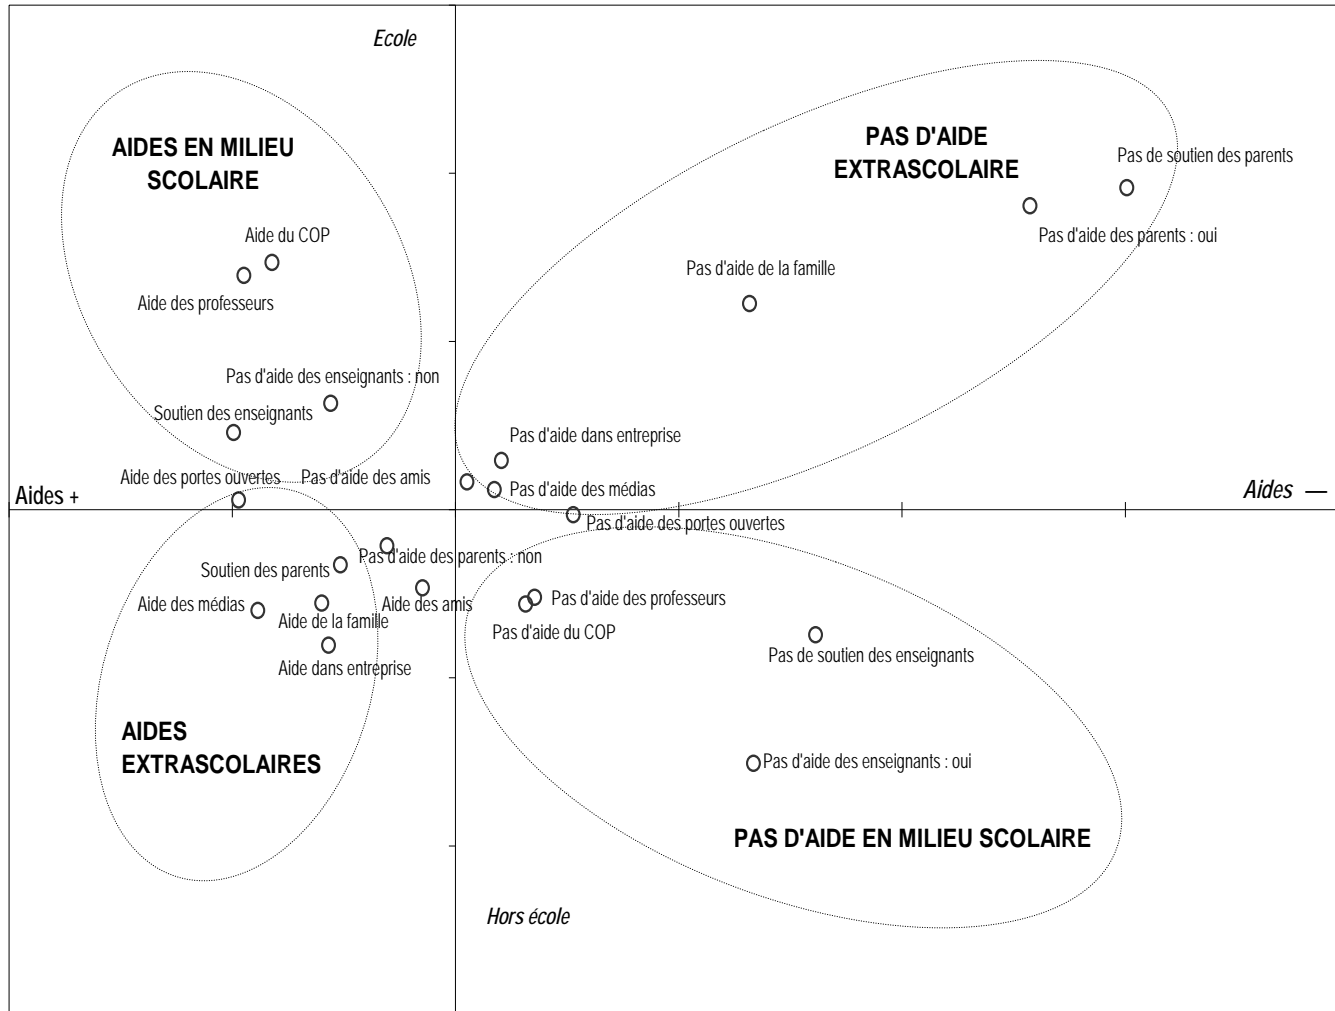 Ecole
AIDES EN MILIEU
SCOLAIRE
PAS D'AIDE
EXTRASCOLAIRE
Pas de soutien des parents
Pas d'aide des parents : oui
Aide du COP
Aide des professeurs
Pas d'aide de la famille
Pas d'aide des enseignants : non
Soutien des enseignants
Pas d'aide dans entreprise
Aide des portes ouvertes
Pas d'aide des amis
Pas d'aide des médias
Aides +
Aides —
Pas d'aide des portes ouvertes
Pas d'aide des parents : non
Soutien des parents
Aide des médias
Aide des amis
Aide de la famille
Aide dans entreprise
Pas d'aide des professeurs
Pas d'aide du COP
Pas de soutien des enseignants
AIDES
EXTRASCOLAIRES
Pas d'aide des enseignants : oui
PAS D'AIDE EN MILIEU SCOLAIRE
Hors école